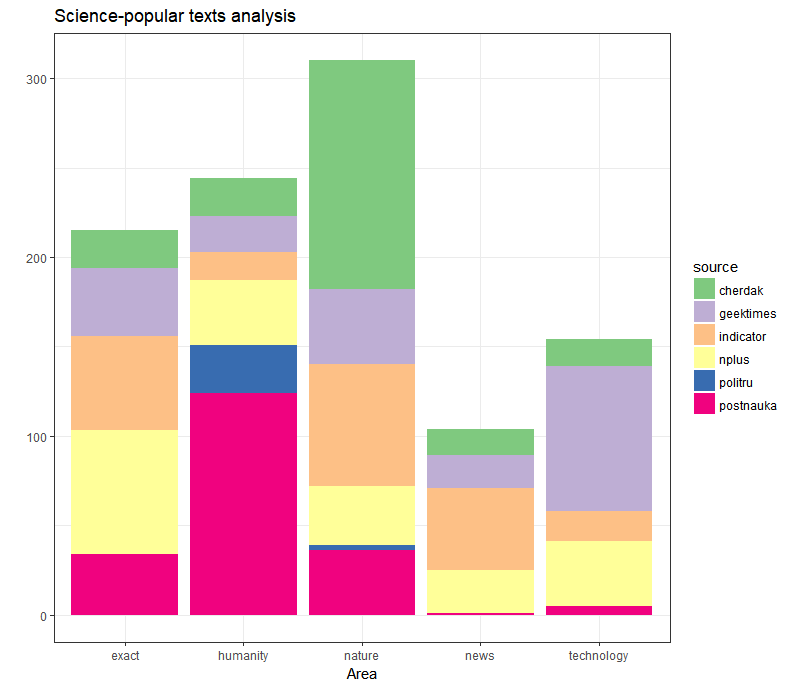 Science-popular texts analysis
300
200
100
0
exact humanity nature news technology
Area
source
cherdak
geektimes
indicator
nplus
politru
postnauka